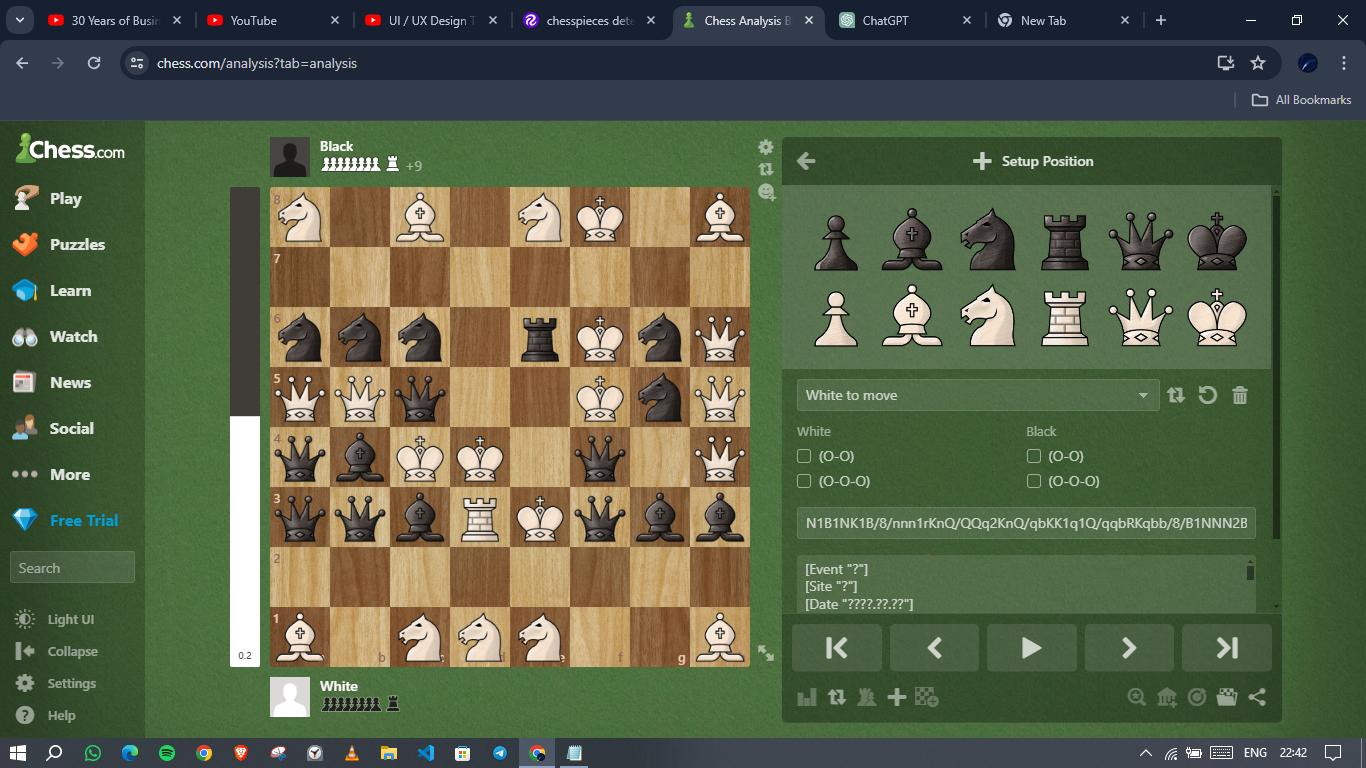 30 Years of Busin
YouTube
UI / UX Design T
chesspieces dete
Chess Analysis B
ChatGPT
New Tab
chess.com/analysis?tab=analysis
All Bookmarks
Chess.com
Play
Puzzles
Learn
Watch
News
Social
More
Free Trial
Search
Light UI
Collapse
Settings
Help
Black
+9
8
7
6
5
4
3
2
1
b
d
e
f
g
0.2
White
Setup Position
White to move
White
Black
(O-O)
(O-O)
(O-O-O)
(O-O-O)
N1B1NK1B/8/nnn1rKnQ/QQq2KnQ/qbKK1q1Q/qqbRKqbb/8/B1NNN2B
[Event "?"]
[Site "?"]
[Date "????.??.??"]
ENG
22:42